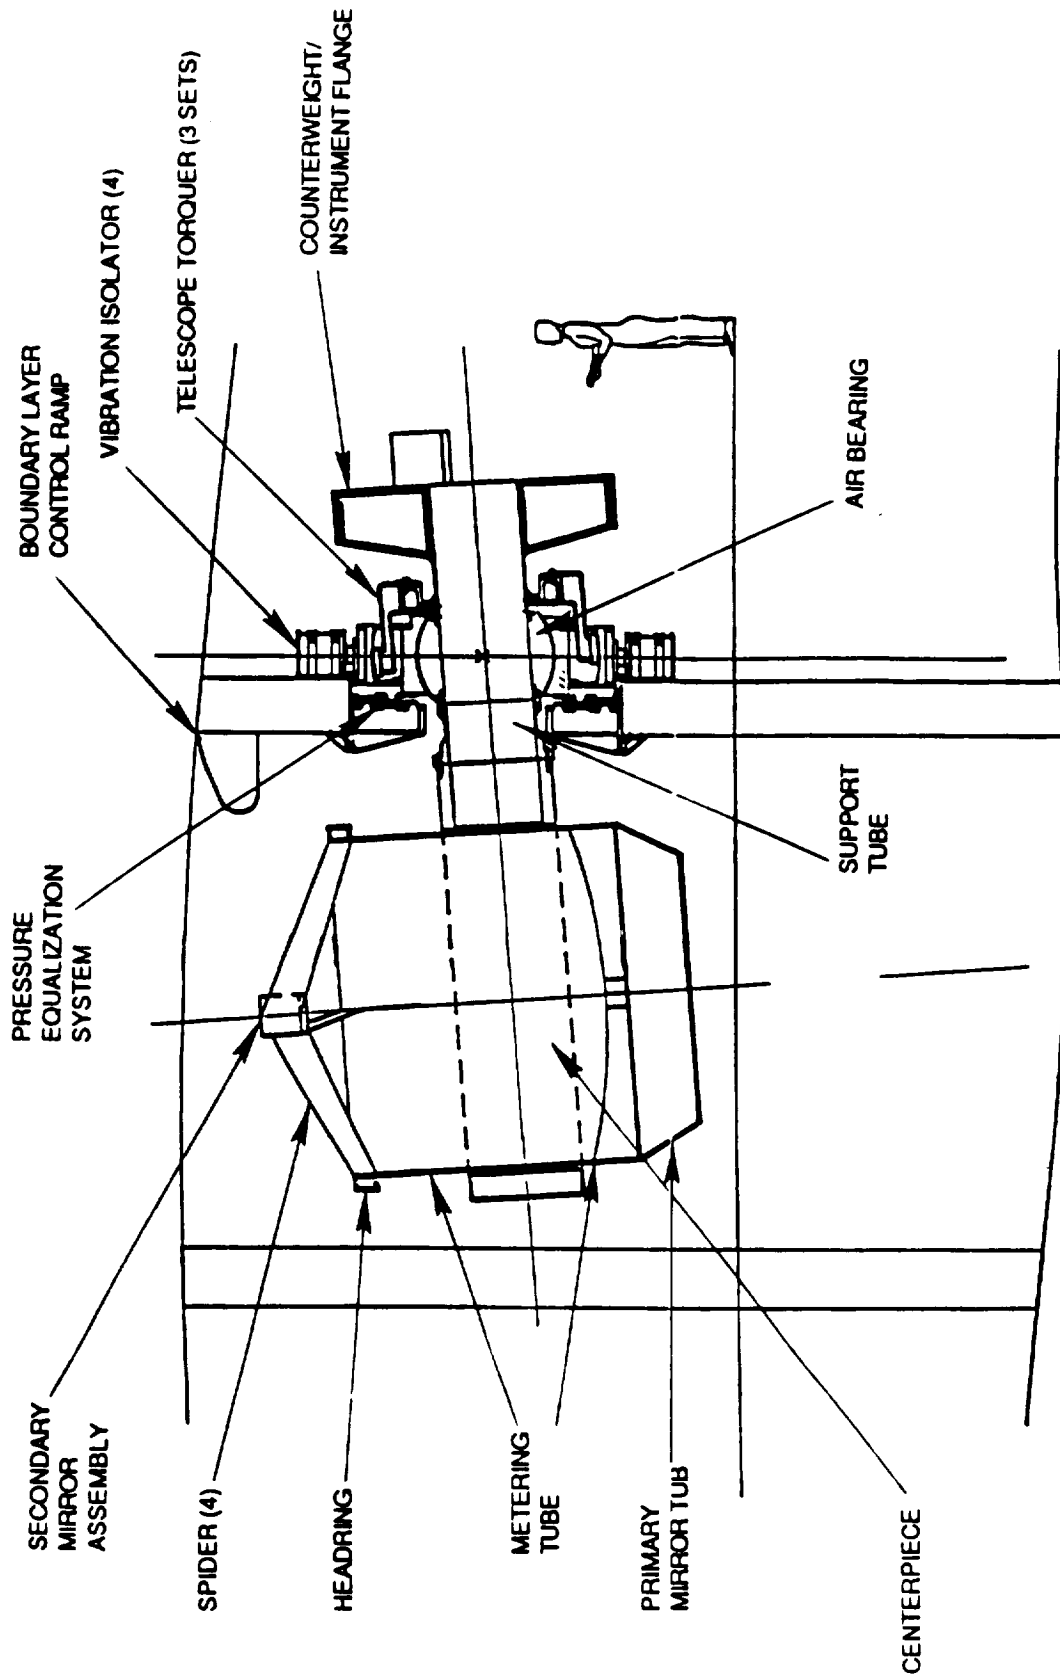 BOUNDARY LAYER
CONTROL RAMP
VIBRATION ISOLATOR (4)
TELESCOPE TORQUER (3 SETS)
COUNTERWEIGHT/
INSTRUMENT FLANGE
PRESSURE
EQUALIZATION
SYSTEM
SECONDARY
MIRROR
ASSEMBLY
SPIDER (4)
HEADRING
METERING
TUBE
PRIMARY
MIRROR TUB
CENTERPIECE
SUPPORT
TUBE
AIR BEARING